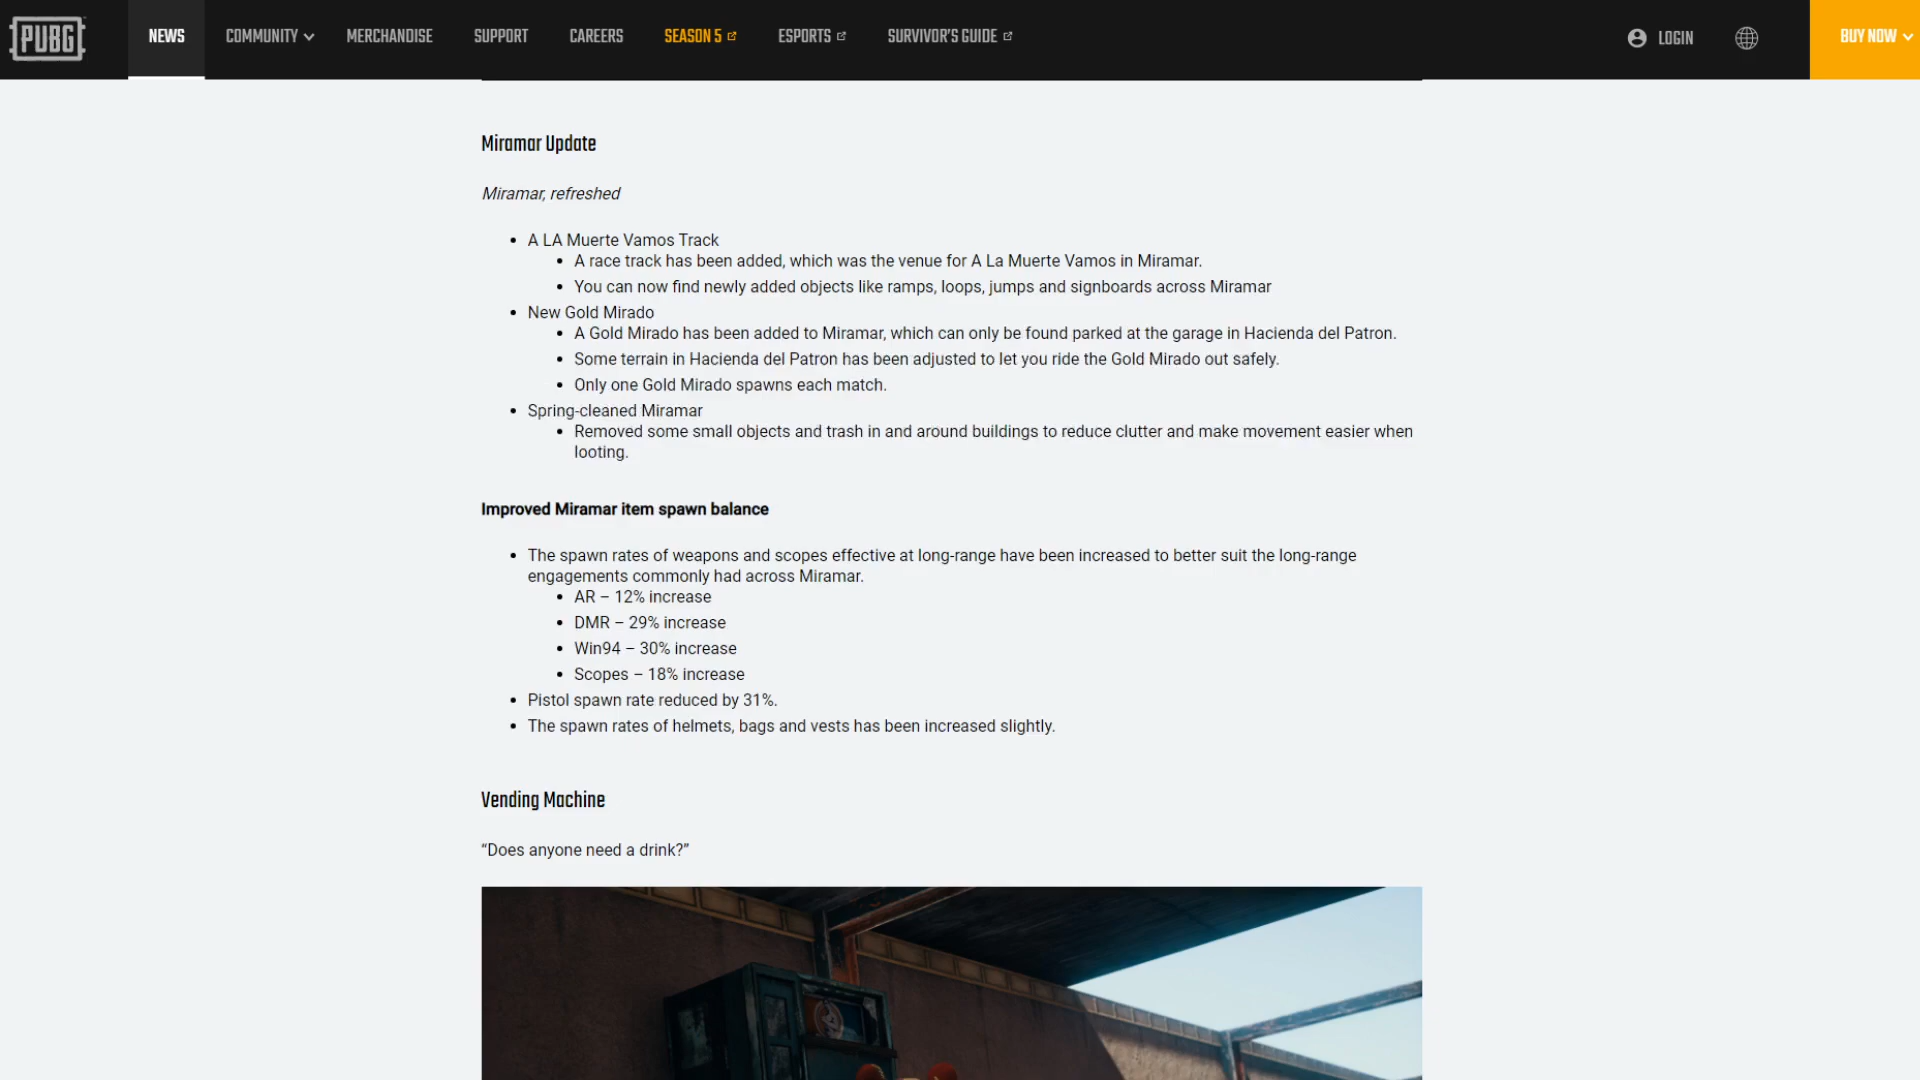 PUBG
NEWS
COMMUNITY
MERCHANDISE
SUPPORT
CAREERS
SEASON 5
ESPORTS
SURVIVOR'S GUIDE
LOGIN
BUY NOW
Miramar Update
Miramar, refreshed
A LA Muerte Vamos Track
A race track has been added, which was the venue for A La Muerte Vamos in Miramar.
You can now find newly added objects like ramps, loops, jumps and signboards across Miramar
New Gold Mirado
A Gold Mirado has been added to Miramar, which can only be found parked at the garage in Hacienda del Patron.
Some terrain in Hacienda del Patron has been adjusted to let you ride the Gold Mirado out safely.
Only one Gold Mirado spawns each match.
Spring-cleaned Miramar
Removed some small objects and trash in and around buildings to reduce clutter and make movement easier when
looting.
Improved Miramar item spawn balance
The spawn rates of weapons and scopes effective at long-range have been increased to better suit the long-range
engagements commonly had across Miramar.
AR – 12% increase
DMR – 29% increase
Win94 – 30% increase
Scopes – 18% increase
Pistol spawn rate reduced by 31%.
The spawn rates of helmets, bags and vests has been increased slightly.
Vending Machine
“Does anyone need a drink?”